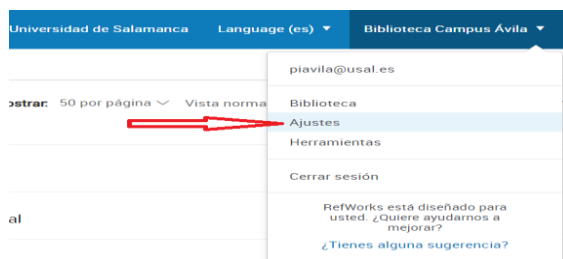 Universidad de Salamanca Language (es) Biblioteca Campus Ávila
piavila@usal.es
ostrar: 50 por página Vista norma
Biblioteca
Ajustes
Herramientas
Cerrar sesión
al
RefWorks está diseñado para
usted. ¿Quiere ayudarnos a
mejorar?
¿Tienes alguna sugerencia?